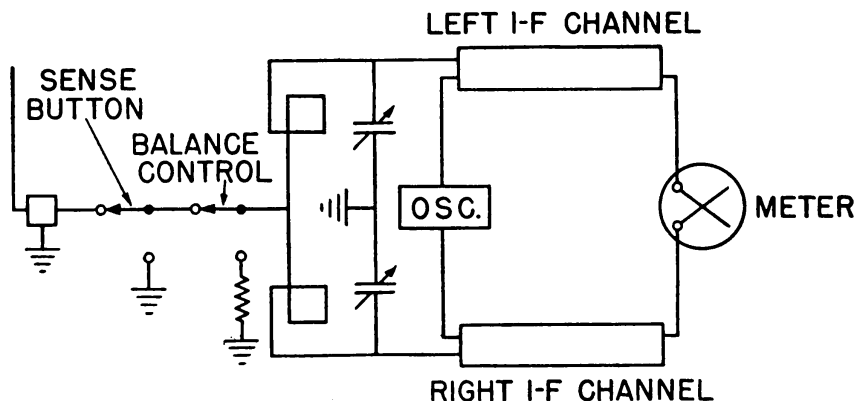 LEFT I-F CHANNEL
SENSE
BUTTON
BALANCE
CONTROL
OSC.
METER
RIGHT I-F CHANNEL